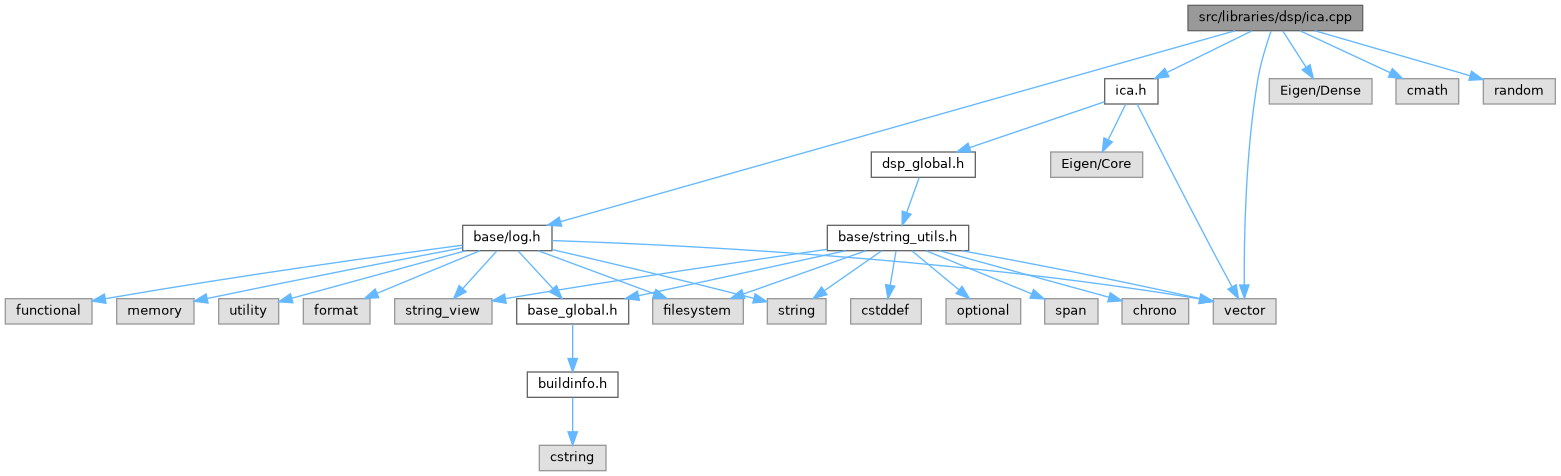 src/libraries/dsp/ica.cpp
ica.h
Eigen/Dense
cmath
random
dsp_global.h
Eigen/Core
base/log.h
base/string_utils.h
functional
memory
utility
format
string_view
base_global.h
filesystem
string
cstddef
optional
span
chrono
vector
buildinfo.h
cstring